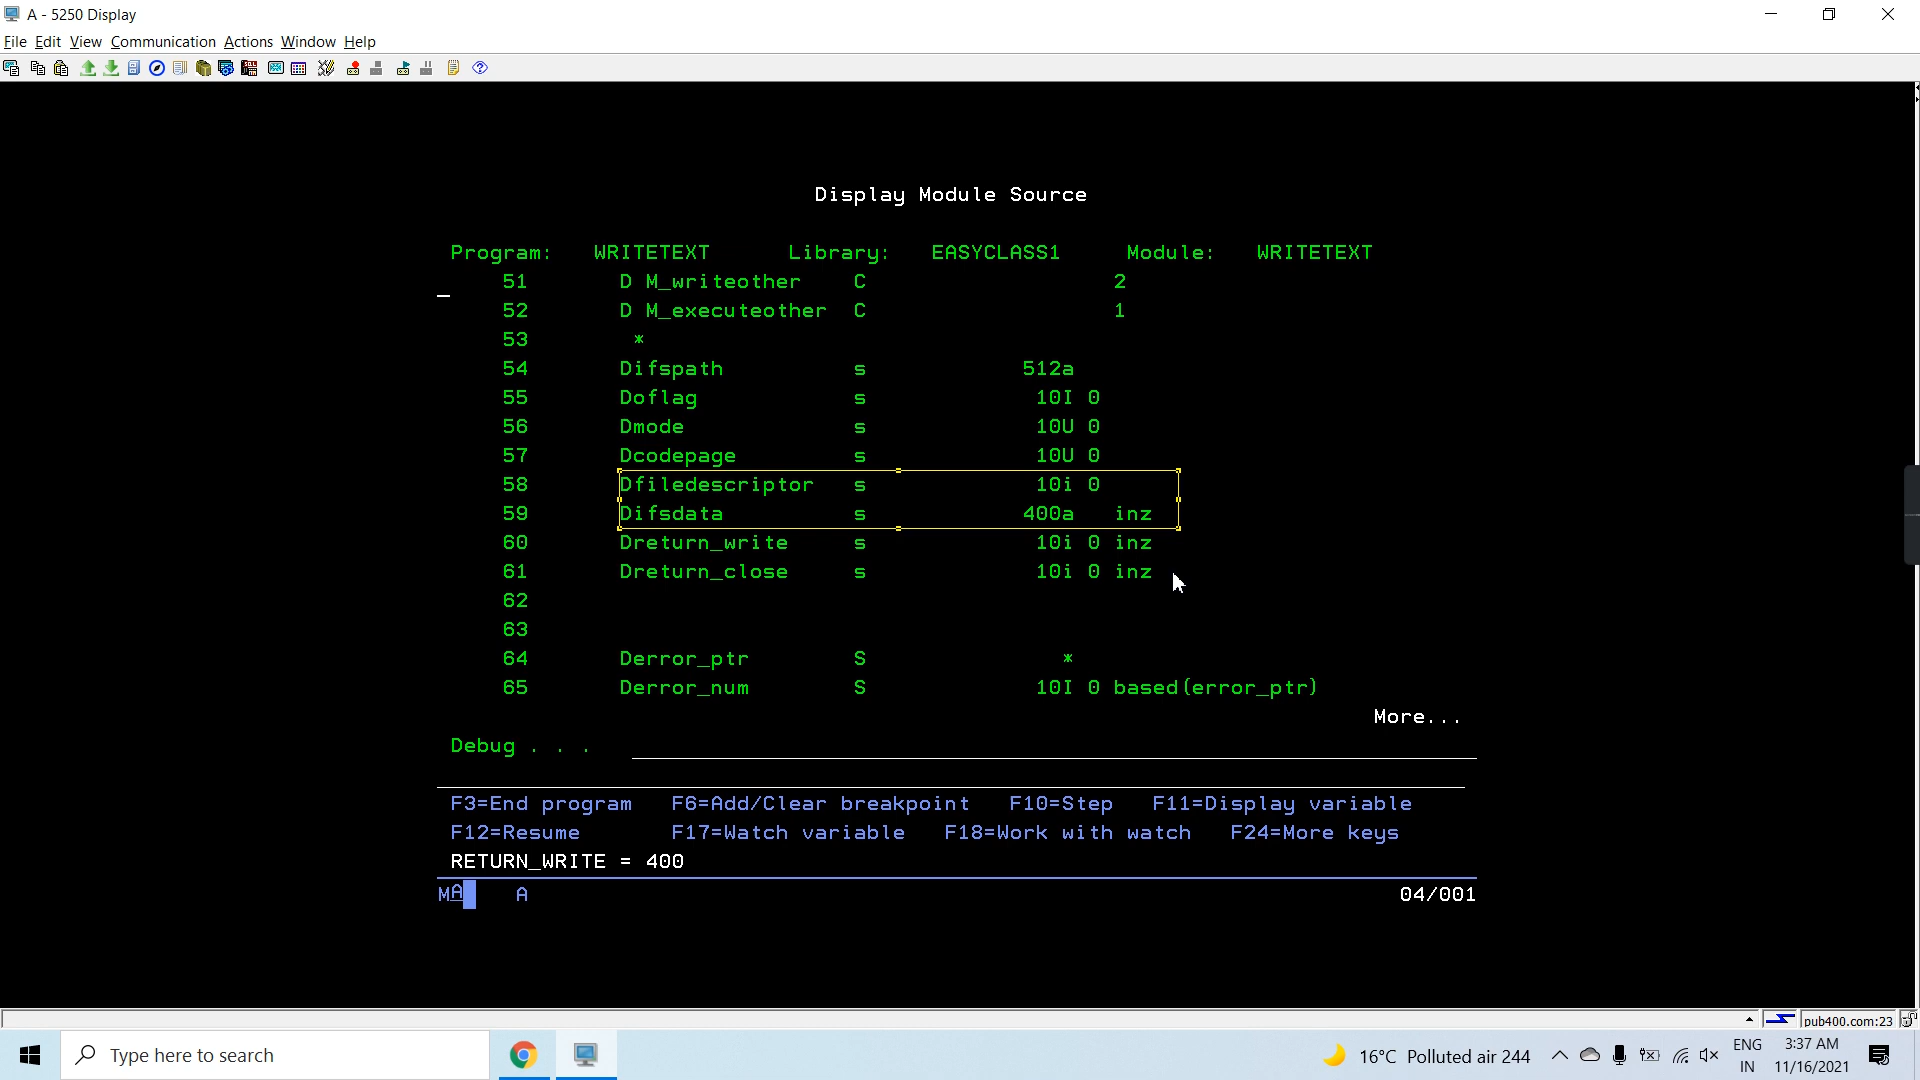 A - 5250 Display
File Edit View Communication Actions Window Help
Display Module Source
Program: WRITETEXT Library: EASYCLASS1 Module: WRITETEXT
51 D M_writeother C 2
52 D M_executeother C 1
53 *
54 Difspath s 512a
55 Doflag s 10I 0
56 Dmode s 10U 0
57 Dcodepage s 10U 0
58 Dfiledescriptor s 10i 0
59 Difsdata s 400a inz
60 Dreturn_write s 10i 0 inz
61 Dreturn_close s 10i 0 inz
62
63
64 Derror_ptr S *
65 Derror_num S 10I 0 based(error_ptr)
More...
Debug . . .
F3=End program F6=Add/Clear breakpoint F10=Step F11=Display variable
F12=Resume F17=Watch variable F18=Work with watch F24=More keys
RETURN_WRITE = 400
MA A 04/001
pub400.com:23
Type here to search
16°C Polluted air 244
ENG
IN
3:37 AM
11/16/2021